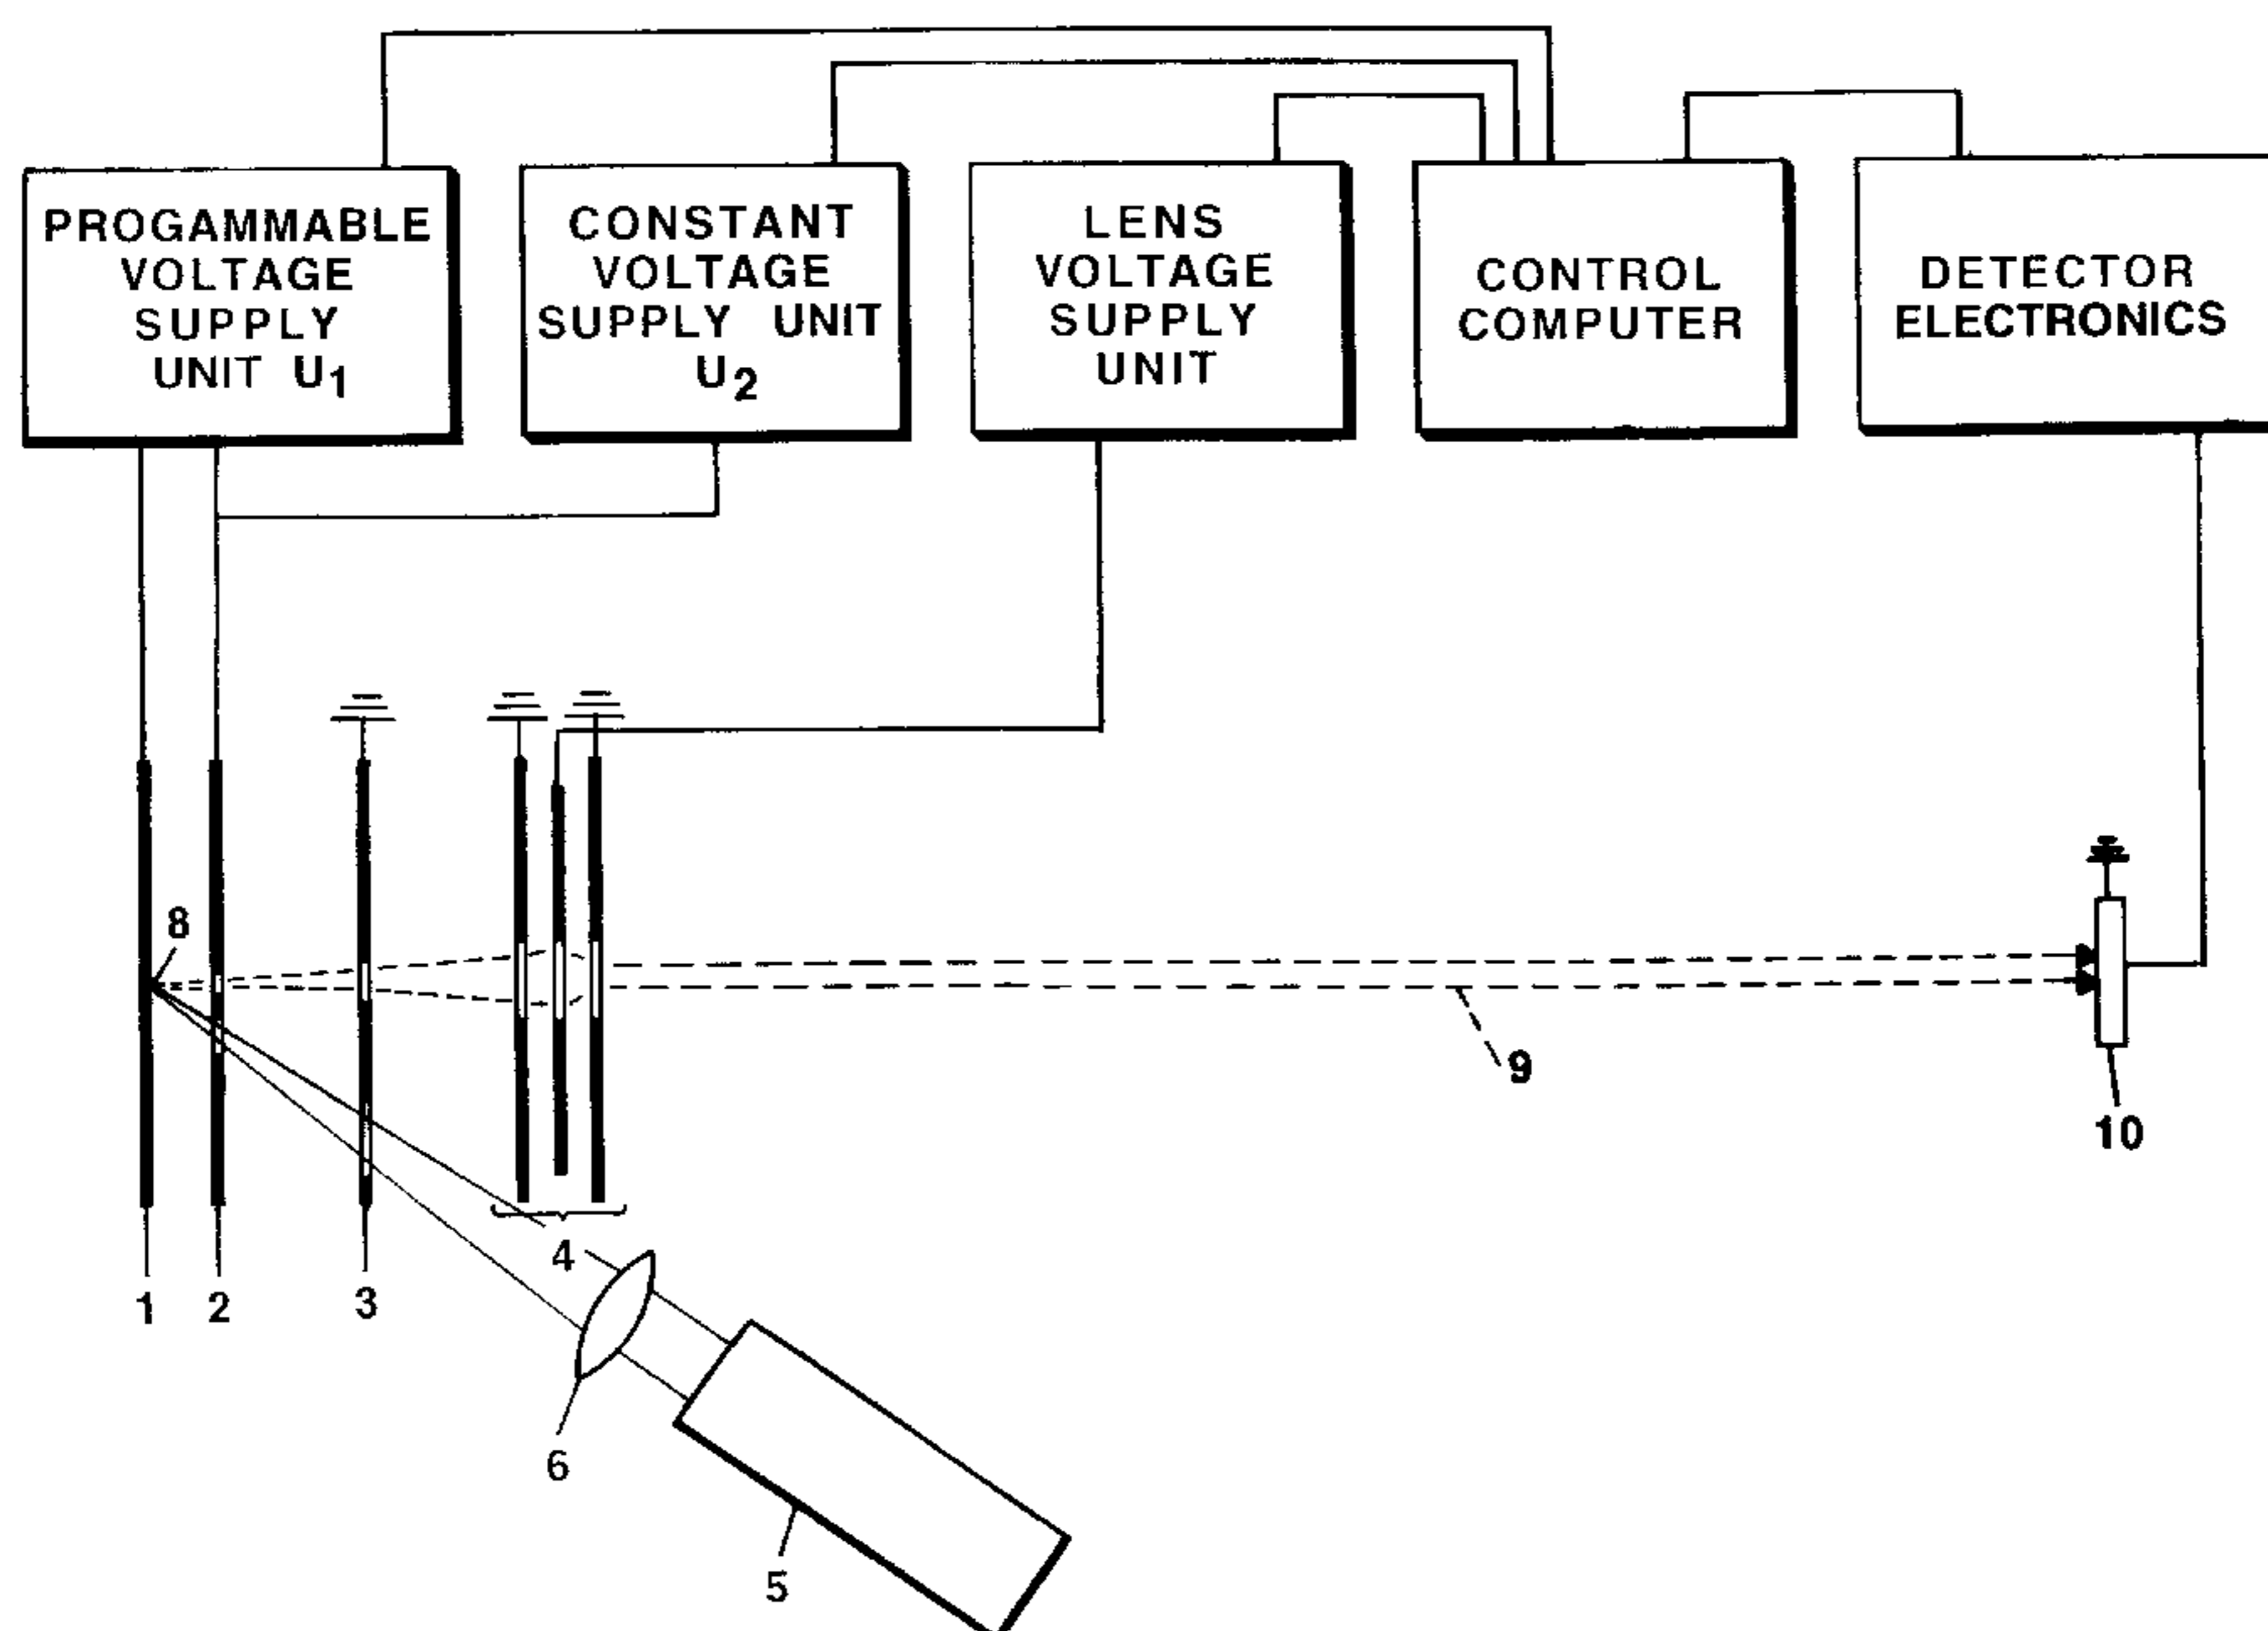 PROGAMMABLE
VOLTAGE
SUPPLY
UNIT U1
CONSTANT
VOLTAGE
SUPPLY UNIT
U2
LENS
VOLTAGE
SUPPLY
UNIT
CONTROL
COMPUTER
DETECTOR
ELECTRONICS
8
9
10
1
2
3
4
6
5